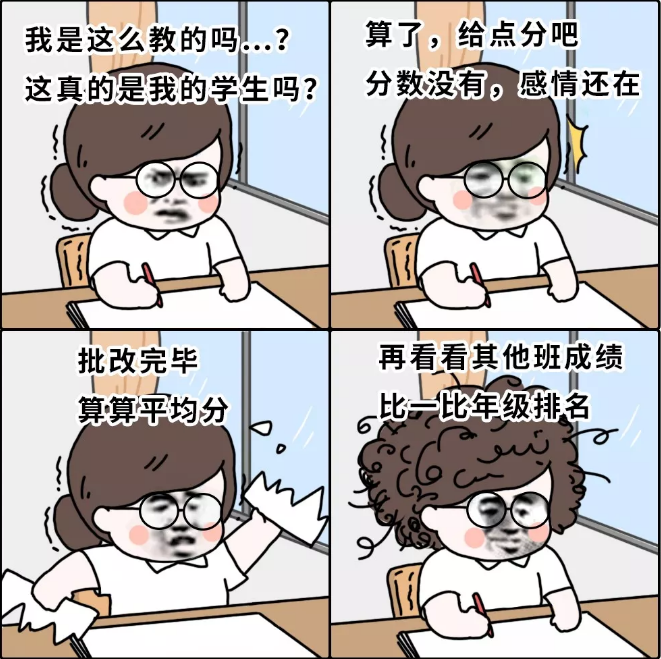 我是这么教的吗...?
这真的是我的学生吗?
算了，给点分吧
分数没有，感情还在
批改完毕
算算平均分
再看看其他班成绩
比一比年级排名